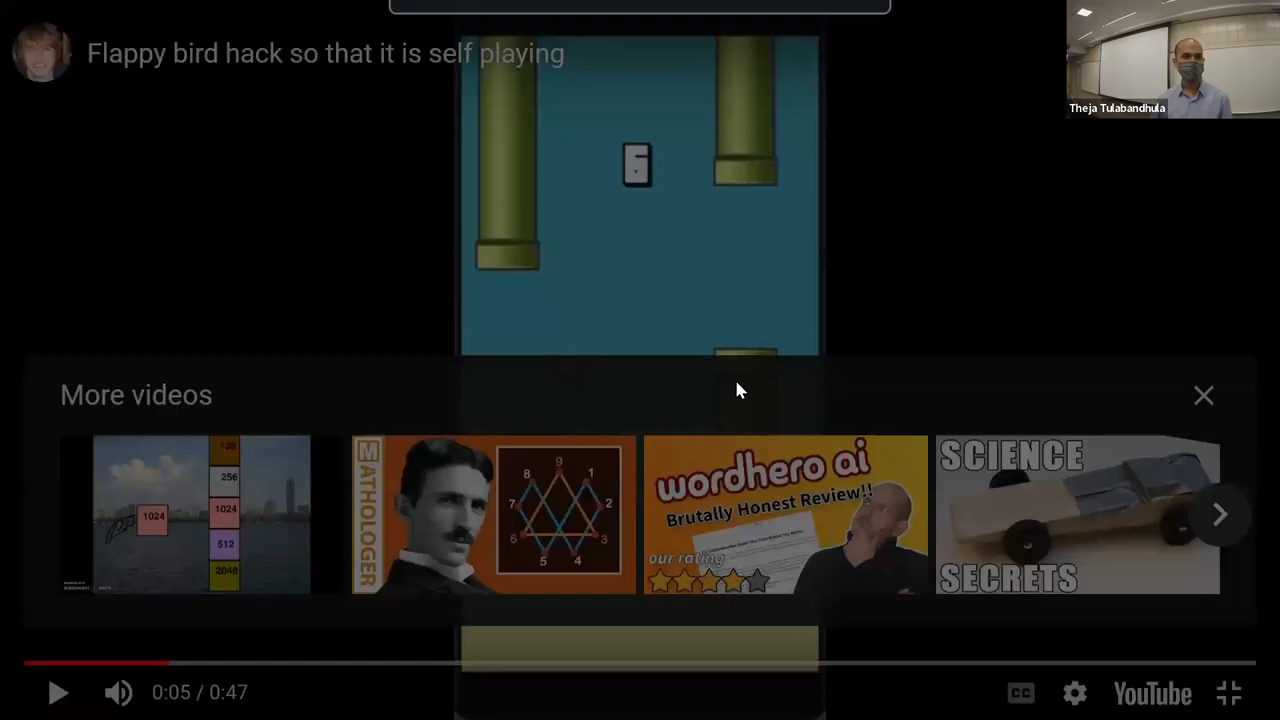 Flappy bird hack so that it is self playing
Theja Tulabandhula
6
More videos
128
256
1024
1024
512
2048
MATHOLOGER
9
8
1
7
2
6
3
5
4
wordhero ai
Brutally Honest Review!!
our rating
SCIENCE
SECRETS
0:05 / 0:47
CC
YouTube